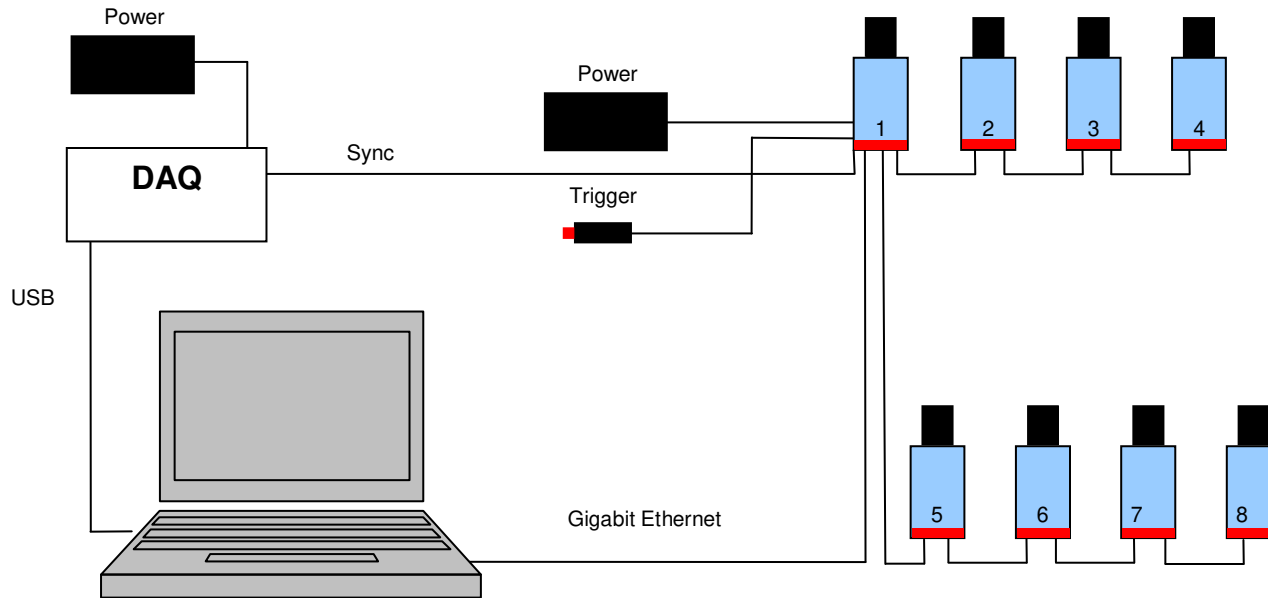 Power
Power
1
2
3
4
DAQ
Sync
Trigger
USB
Gigabit Ethernet
5
6
7
8